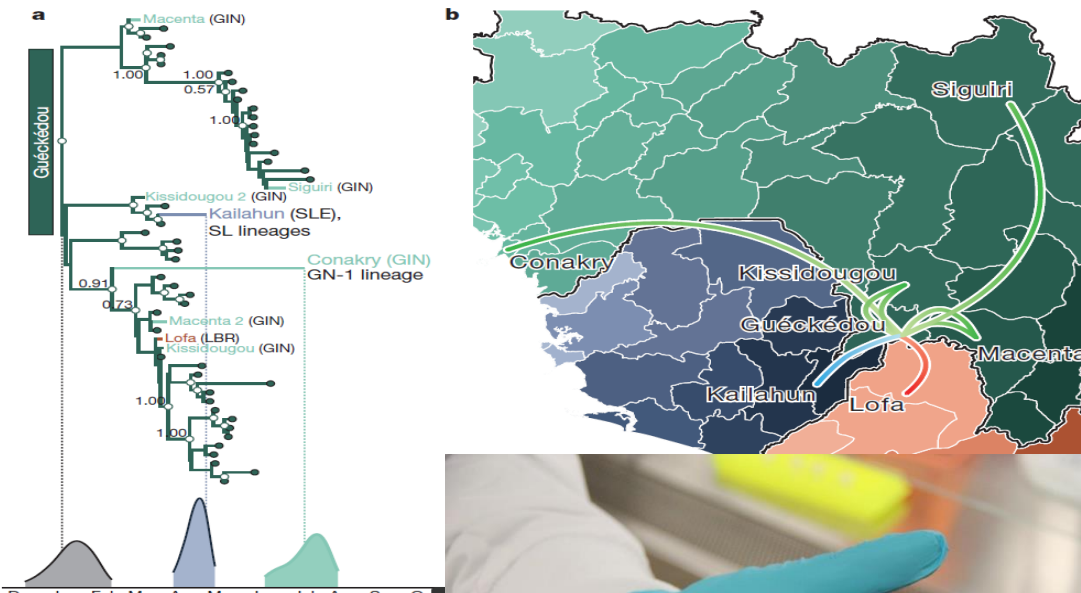 a
Macenta (GIN)
1.00
1.00
0.57
1.00
Guéckédou
Siguiri (GIN)
Kissidougou 2 (GIN)
Kailahun (SLE),
SL lineages
Conakry (GIN)
GN-1 lineage
0.91
0.73
Macenta 2 (GIN)
Lofa (LBR)
Kissidougou (GIN)
1.00
1.00
b
Siguiri
Conakry
Kissidougou
Guéckédou
Macenta
Kailahun
Lofa